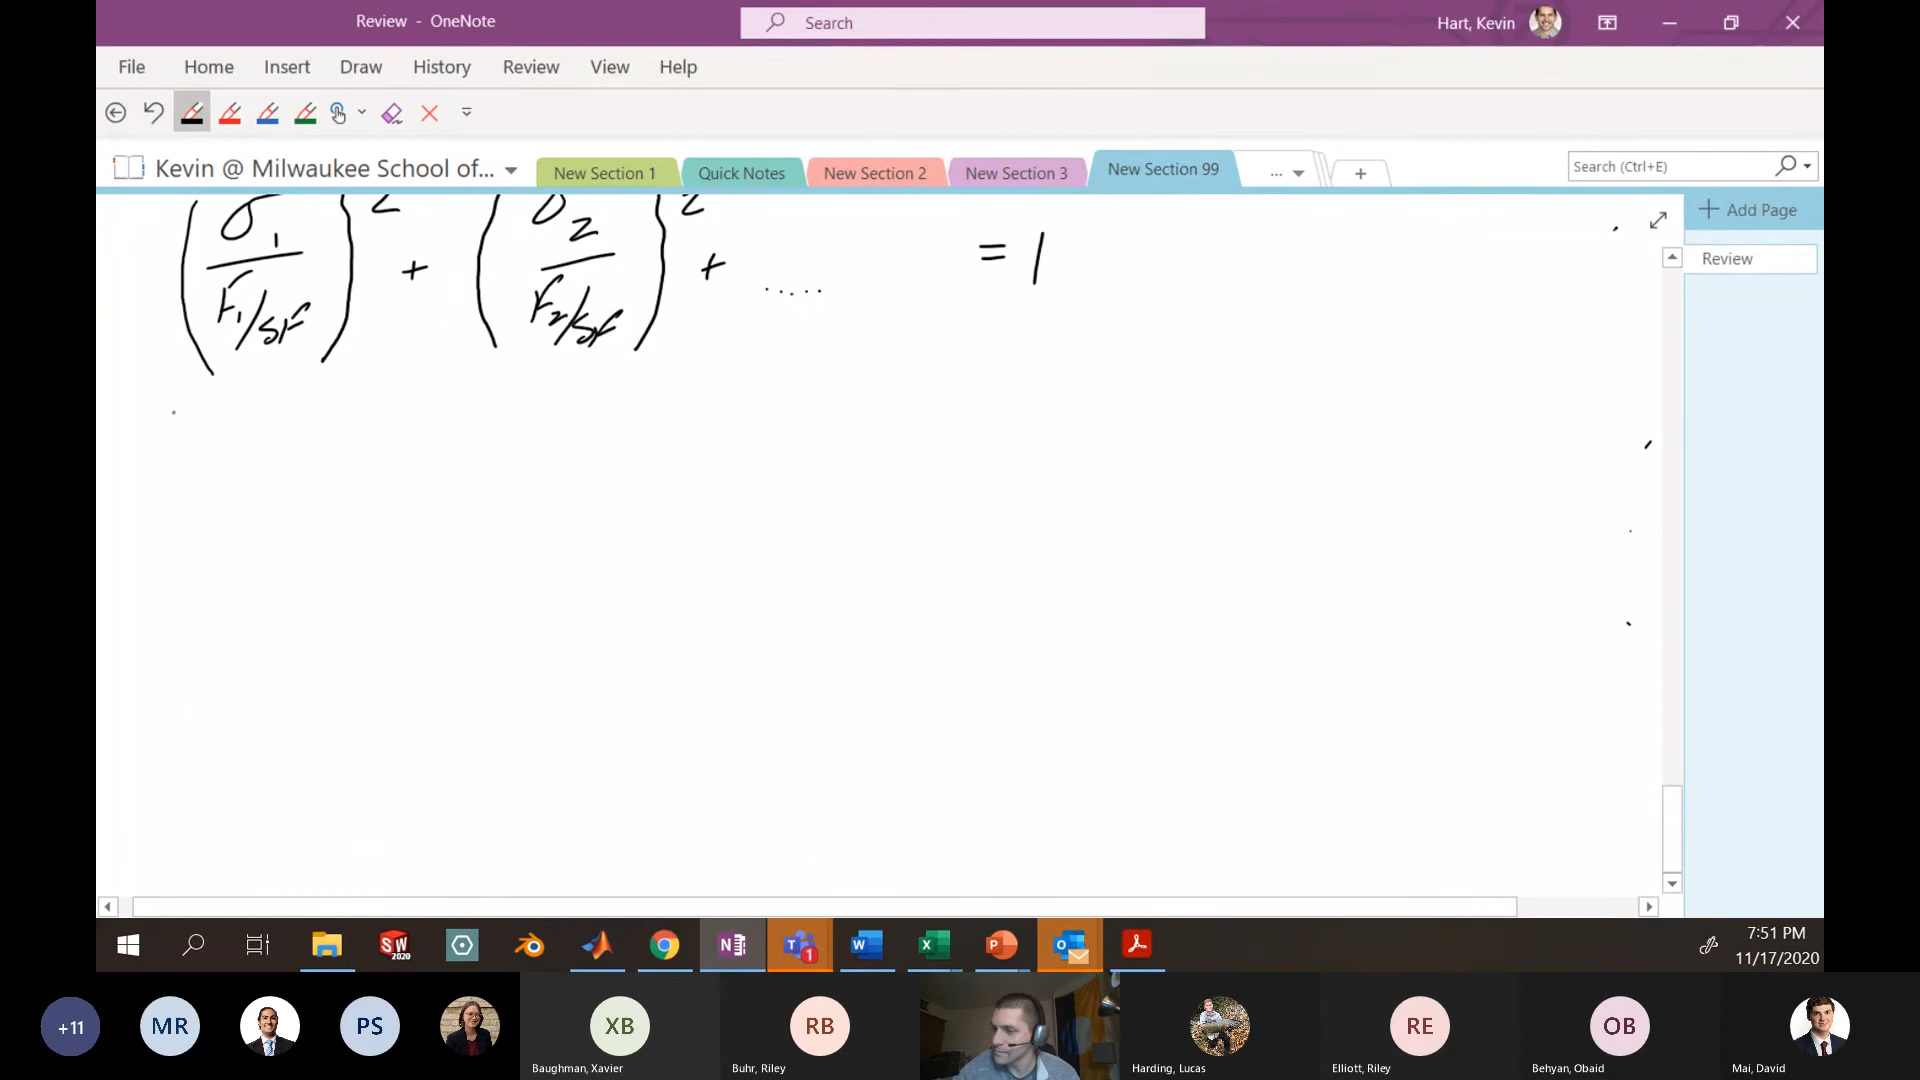 Review - OneNote
Search
Hart, Kevin
File Home Insert Draw History Review View Help
Kevin @ Milwaukee School of...
New Section 1
Quick Notes
New Section 2
New Section 3
New Section 99
...
Search (Ctrl+E)
Add Page
Review
(σ1 / F1/SF)^2 + (σ2 / F2/SF)^2 + ..... = 1
SW
2020
N
T
1
W
X
P
O
7:51 PM
11/17/2020
+11
MR
PS
XB
Baughman, Xavier
RB
Buhr, Riley
Harding, Lucas
RE
Elliott, Riley
OB
Behyan, Obaid
Mai, David